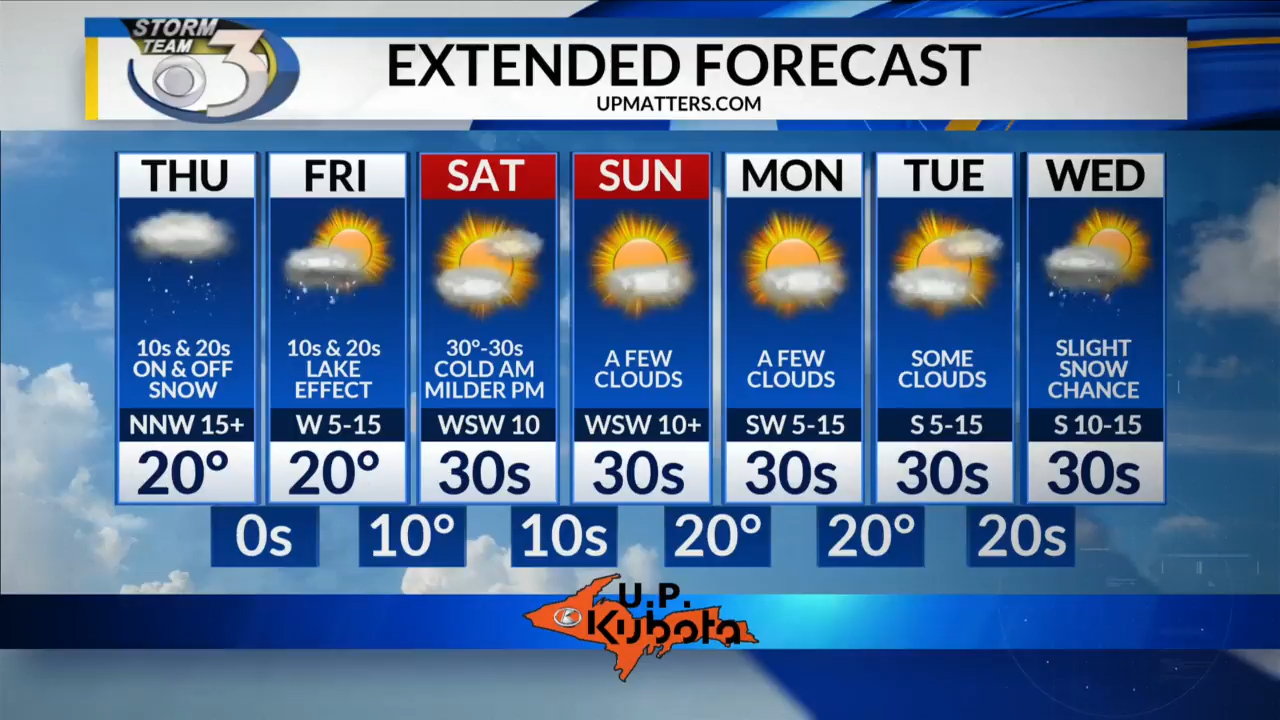 STORM
TEAM
3
EXTENDED FORECAST
UPMATTERS.COM
THU
10s & 20s
ON & OFF
SNOW
NNW 15+
20°
FRI
10s & 20s
LAKE
EFFECT
W 5-15
20°
SAT
30°-30s
COLD AM
MILDER PM
WSW 10
30s
SUN
A FEW
CLOUDS
WSW 10+
30s
MON
A FEW
CLOUDS
SW 5-15
30s
TUE
SOME
CLOUDS
S 5-15
30s
WED
SLIGHT
SNOW
CHANCE
S 10-15
30s
0s
10°
10s
20°
20°
20s
U.P.
Kubota